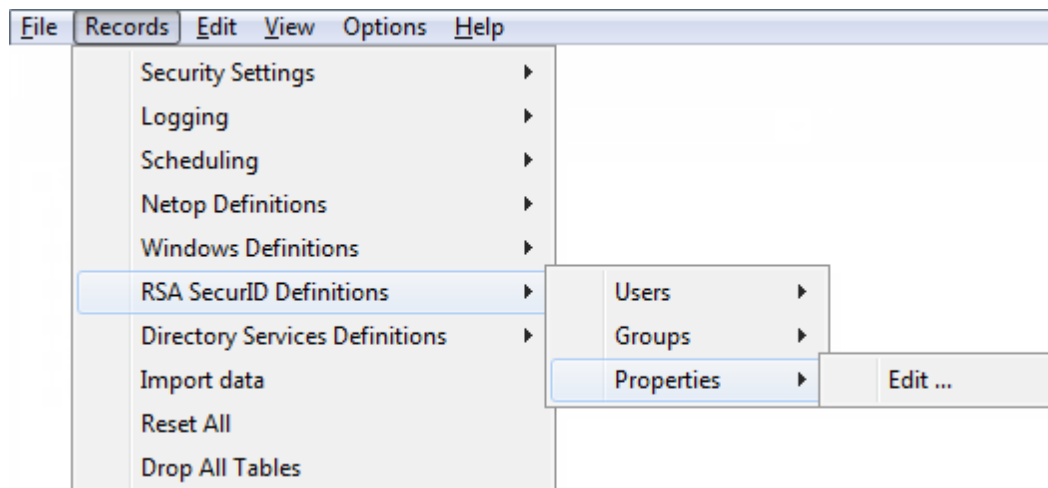 File Records Edit View Options Help
Security Settings
Logging
Scheduling
Netop Definitions
Windows Definitions
RSA SecurID Definitions
Users
Directory Services Definitions
Groups
Import data
Properties
Edit ...
Reset All
Drop All Tables